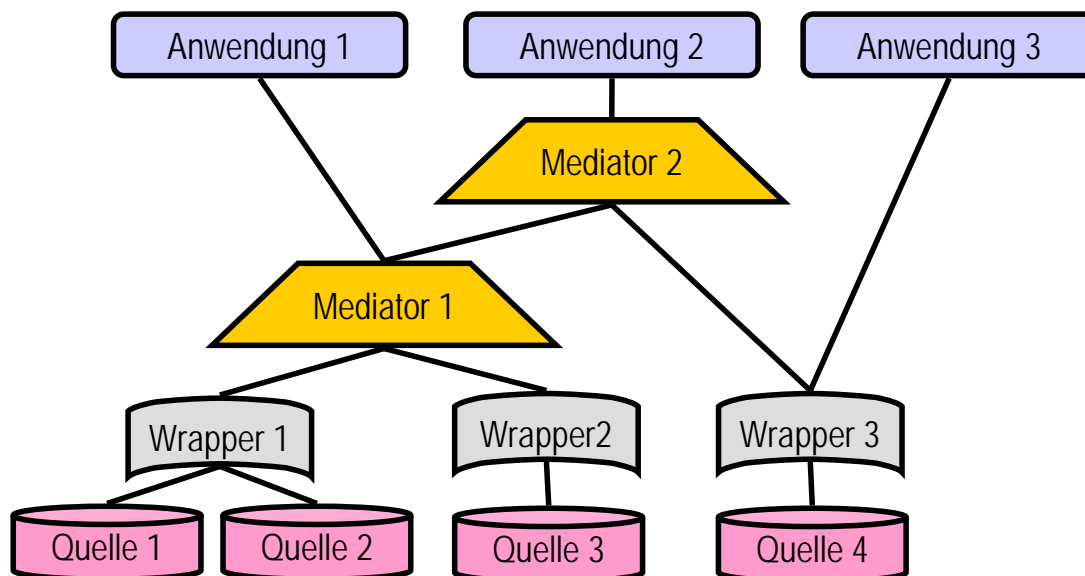 Anwendung 1
Anwendung 2
Anwendung 3
Mediator 2
Mediator 1
Wrapper 1
Wrapper2
Wrapper 3
Quelle 1
Quelle 2
Quelle 3
Quelle 4